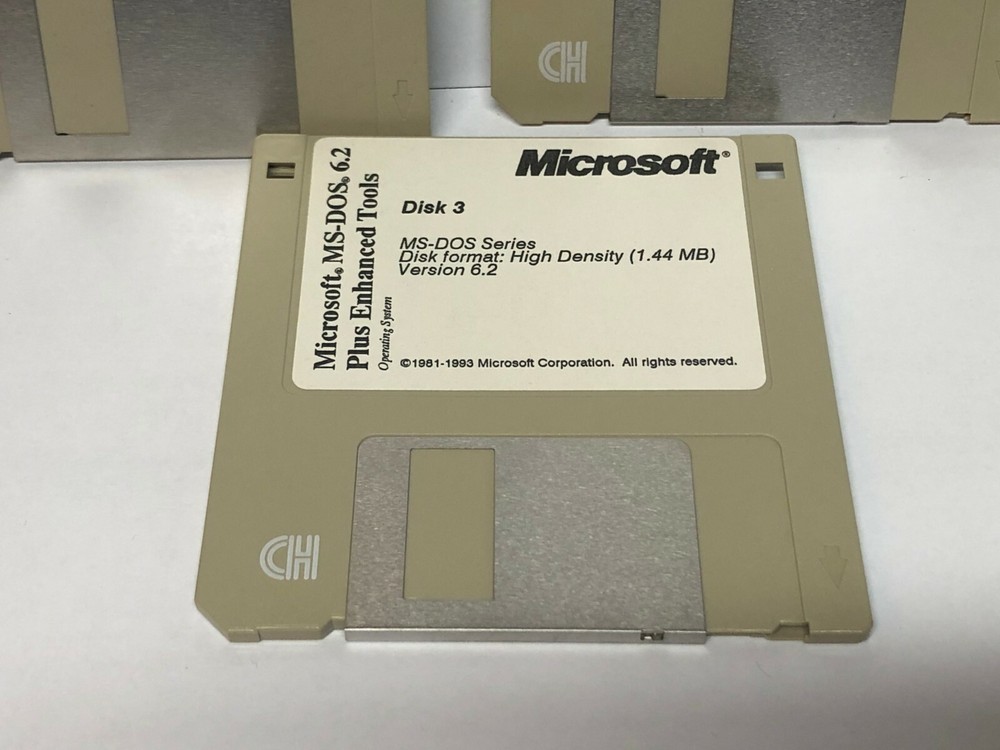 Microsoft® MS-DOS® 6.2
Plus Enhanced Tools
Operating System
Microsoft®
Disk 3
MS-DOS Series
Disk format: High Density (1.44 MB)
Version 6.2
©1981-1993 Microsoft Corporation. All rights reserved.
CH
CH